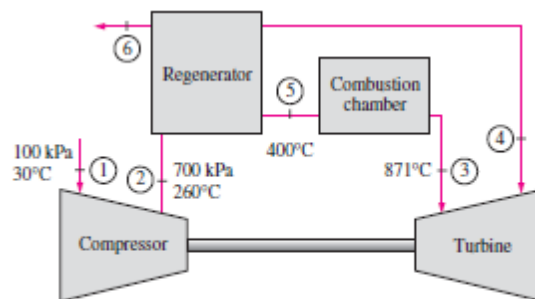 6
Regenerator
Combustion
chamber
5
4
400°C
100 kPa
30°C
1
2
700 kPa
260°C
871°C
3
Compressor
Turbine